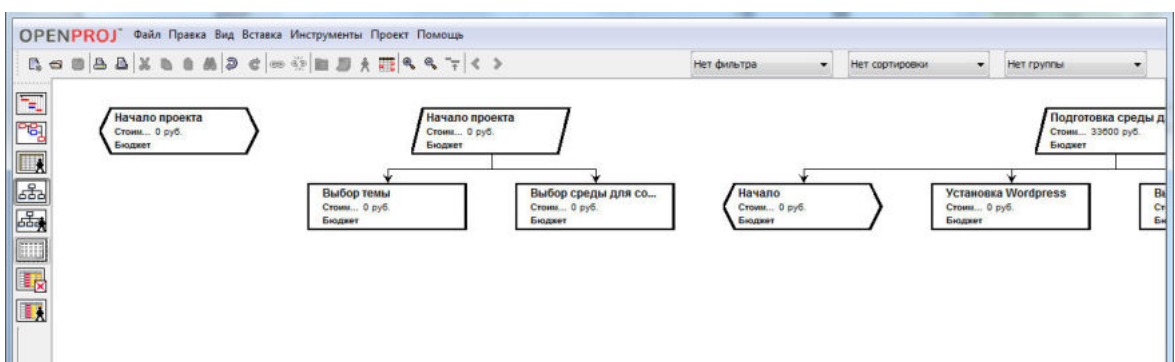 OPENPROJ Файл Правка Вид Вставка Инструменты Проект Помощь
Нет фильтра Нет сортировки Нет группы
Начало проекта
Стоим... 0 руб.
Бюджет
Начало проекта
Стоим... 0 руб.
Бюджет
Подготовка среды д
Стоим... 33600 руб.
Бюджет
Выбор темы
Стоим... 0 руб.
Бюджет
Выбор среды для со...
Стоим... 0 руб.
Бюджет
Начало
Стоим... 0 руб.
Бюджет
Установка Wordpress
Стоим... 0 руб.
Бюджет